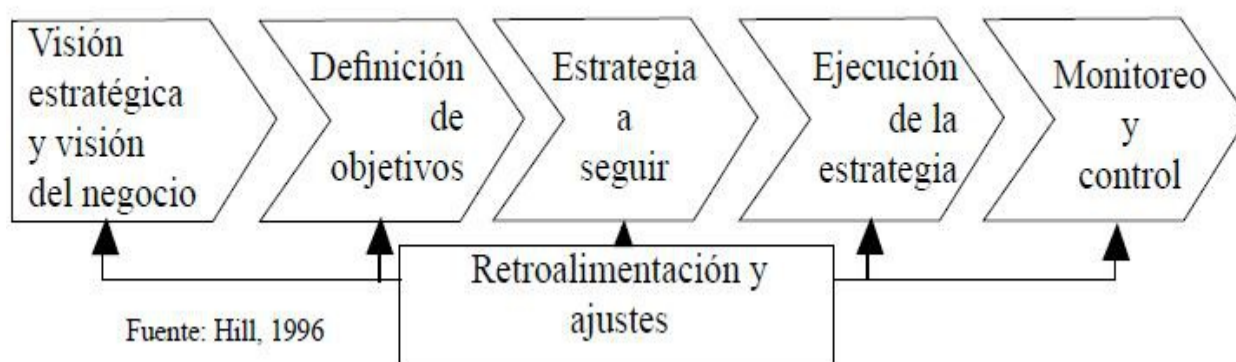 Visión
estratégica
y visión
del negocio
Definición
de
objetivos
Estrategia
a
seguir
Ejecución
de la
estrategia
Monitoreo
y
control
Retroalimentación y
ajustes
Fuente: Hill, 1996